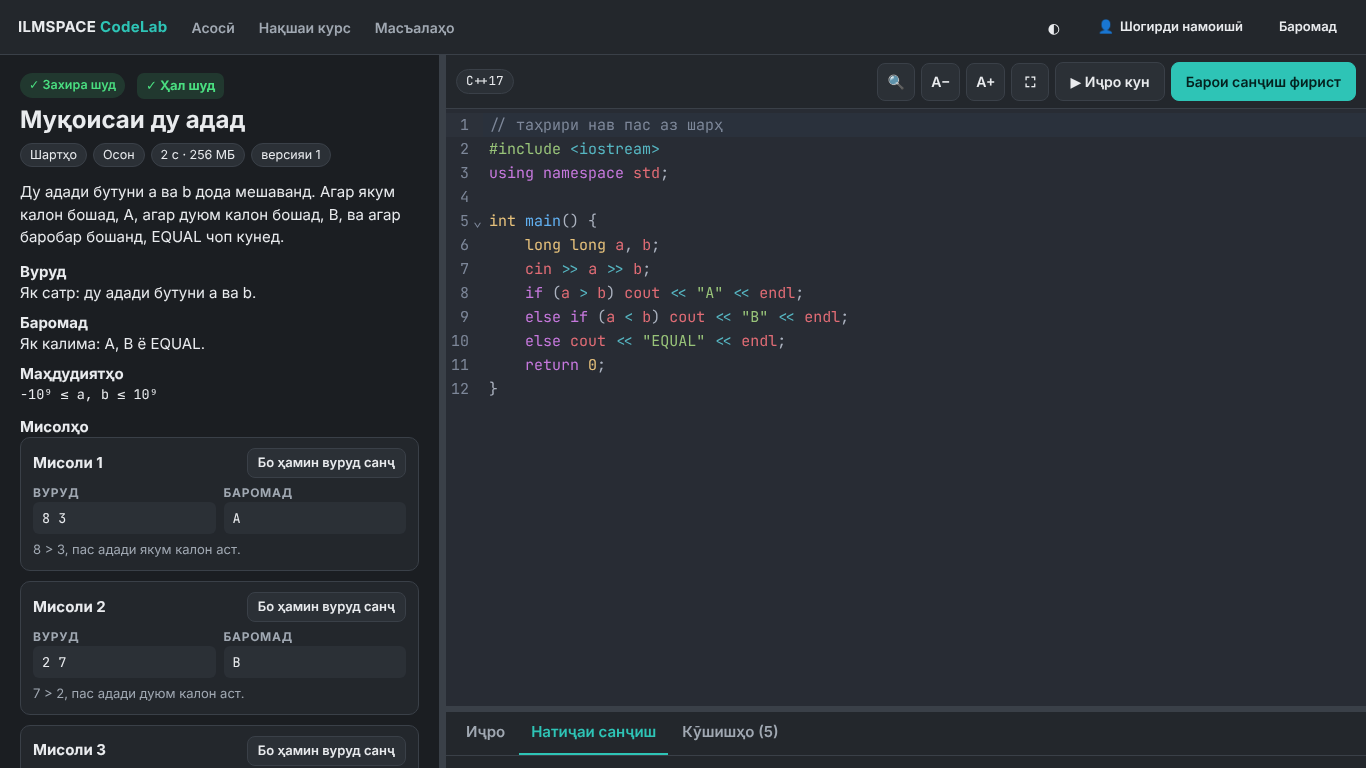 ILMSPACE CodeLab Асосӣ Нақшаи курс Масъалаҳо
👤 Шогирди намоишӣ Баромад
✓ Захира шуд ✓ Ҳал шуд
Муқоисаи ду адад
Шартҳо Осон 2 с · 256 МБ версияи 1
Ду адади бутуни a ва b дода мешаванд. Агар якум
калон бошад, A, агар дуюм калон бошад, B, ва агар
баробар бошанд, EQUAL чоп кунед.
Вуруд
Як сатр: ду адади бутуни a ва b.
Баромад
Як калима: A, B ё EQUAL.
Маҳдудиятҳо
-10⁹ ≤ a, b ≤ 10⁹
Мисолҳо
Мисоли 1 Бо ҳамин вуруд санҷ
ВУРУД БАРОМАД
8 3 A
8 > 3, пас адади якум калон аст.
Мисоли 2 Бо ҳамин вуруд санҷ
ВУРУД БАРОМАД
2 7 B
7 > 2, пас адади дуюм калон аст.
Мисоли 3 Бо ҳамин вуруд санҷ
C++17 A− A+ ▶ Иҷро кун Барои санҷиш фирист
1 // таҳрири нав пас аз шарҳ
2 #include <iostream>
3 using namespace std;
4
5 int main() {
6     long long a, b;
7     cin >> a >> b;
8     if (a > b) cout << "A" << endl;
9     else if (a < b) cout << "B" << endl;
10     else cout << "EQUAL" << endl;
11     return 0;
12 }
Иҷро Натиҷаи санҷиш Кӯшишҳо (5)